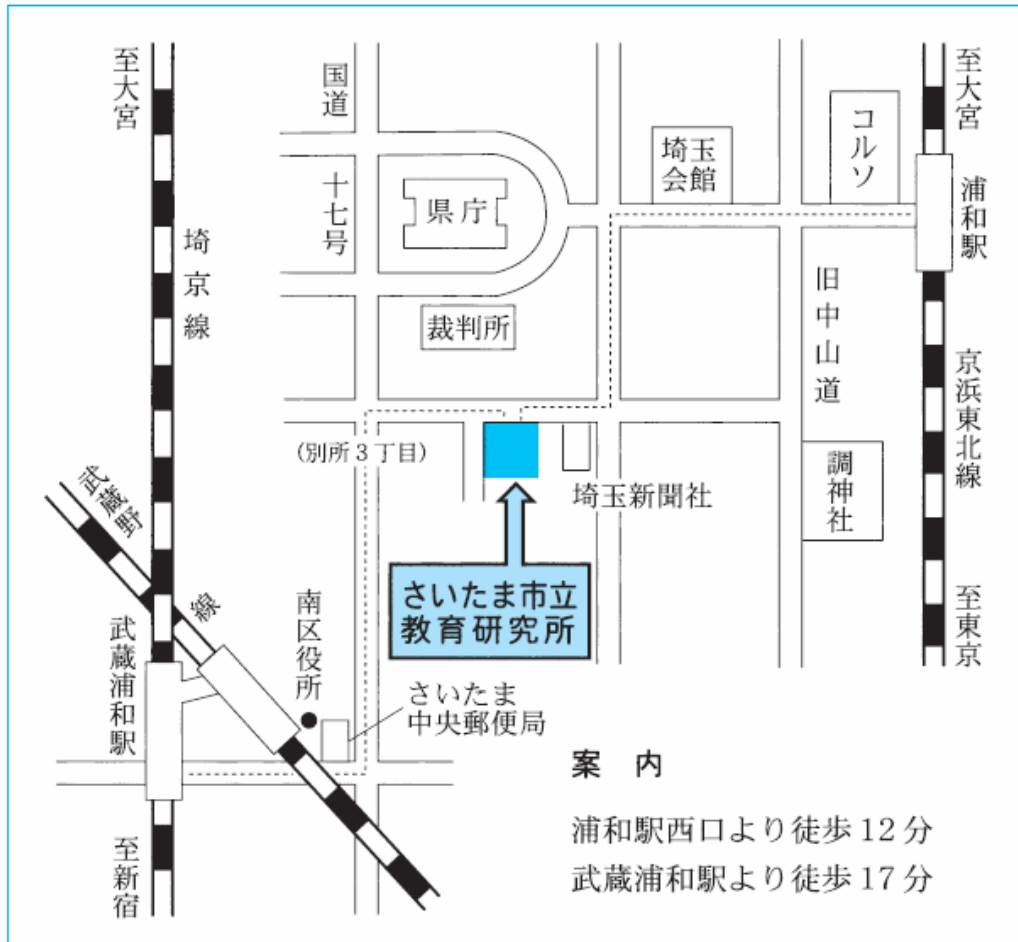 至大宮
国道
十七号
埼京線
県庁
裁判所
埼玉
会館
コルソ
至大宮
浦和駅
旧中山道
京浜東北線
調神社
至東京
(別所3丁目)
埼玉新聞社
さいたま市立
教育研究所
武蔵野
線
武蔵浦和駅
南区役所
さいたま
中央郵便局
至新宿
案 内
浦和駅西口より徒歩12分
武蔵浦和駅より徒歩17分